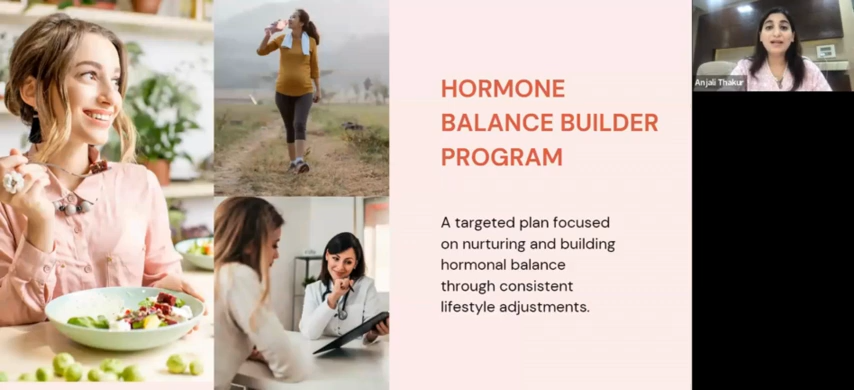 HORMONE
BALANCE BUILDER
PROGRAM
A targeted plan focused
on nurturing and building
hormonal balance
through consistent
lifestyle adjustments.
Anjali Thakur